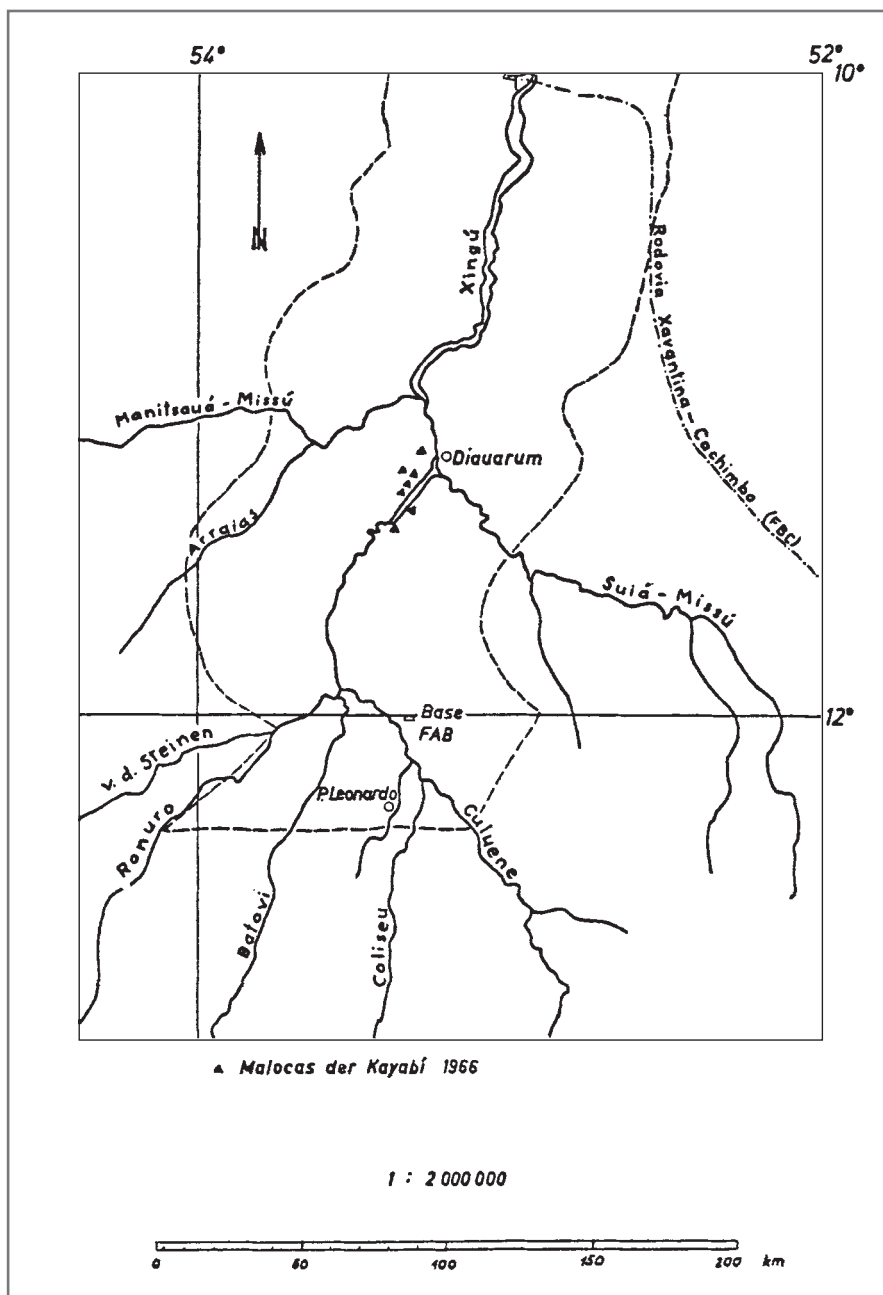 54°
52°
10°
N
Xingú
Rodovia Xavantina - Cachimbo (FBC)
Manitsauá - Missú
Diauarum
Arraias
Suiá - Missú
12°
Base
FAB
v. d. Steinen
P. Leonardo
Ronuro
Culuene
Batovi
Coliseu
▲ Malocas der Kayabí 1966
1 : 2 000 000
0 50 100 150 200 km